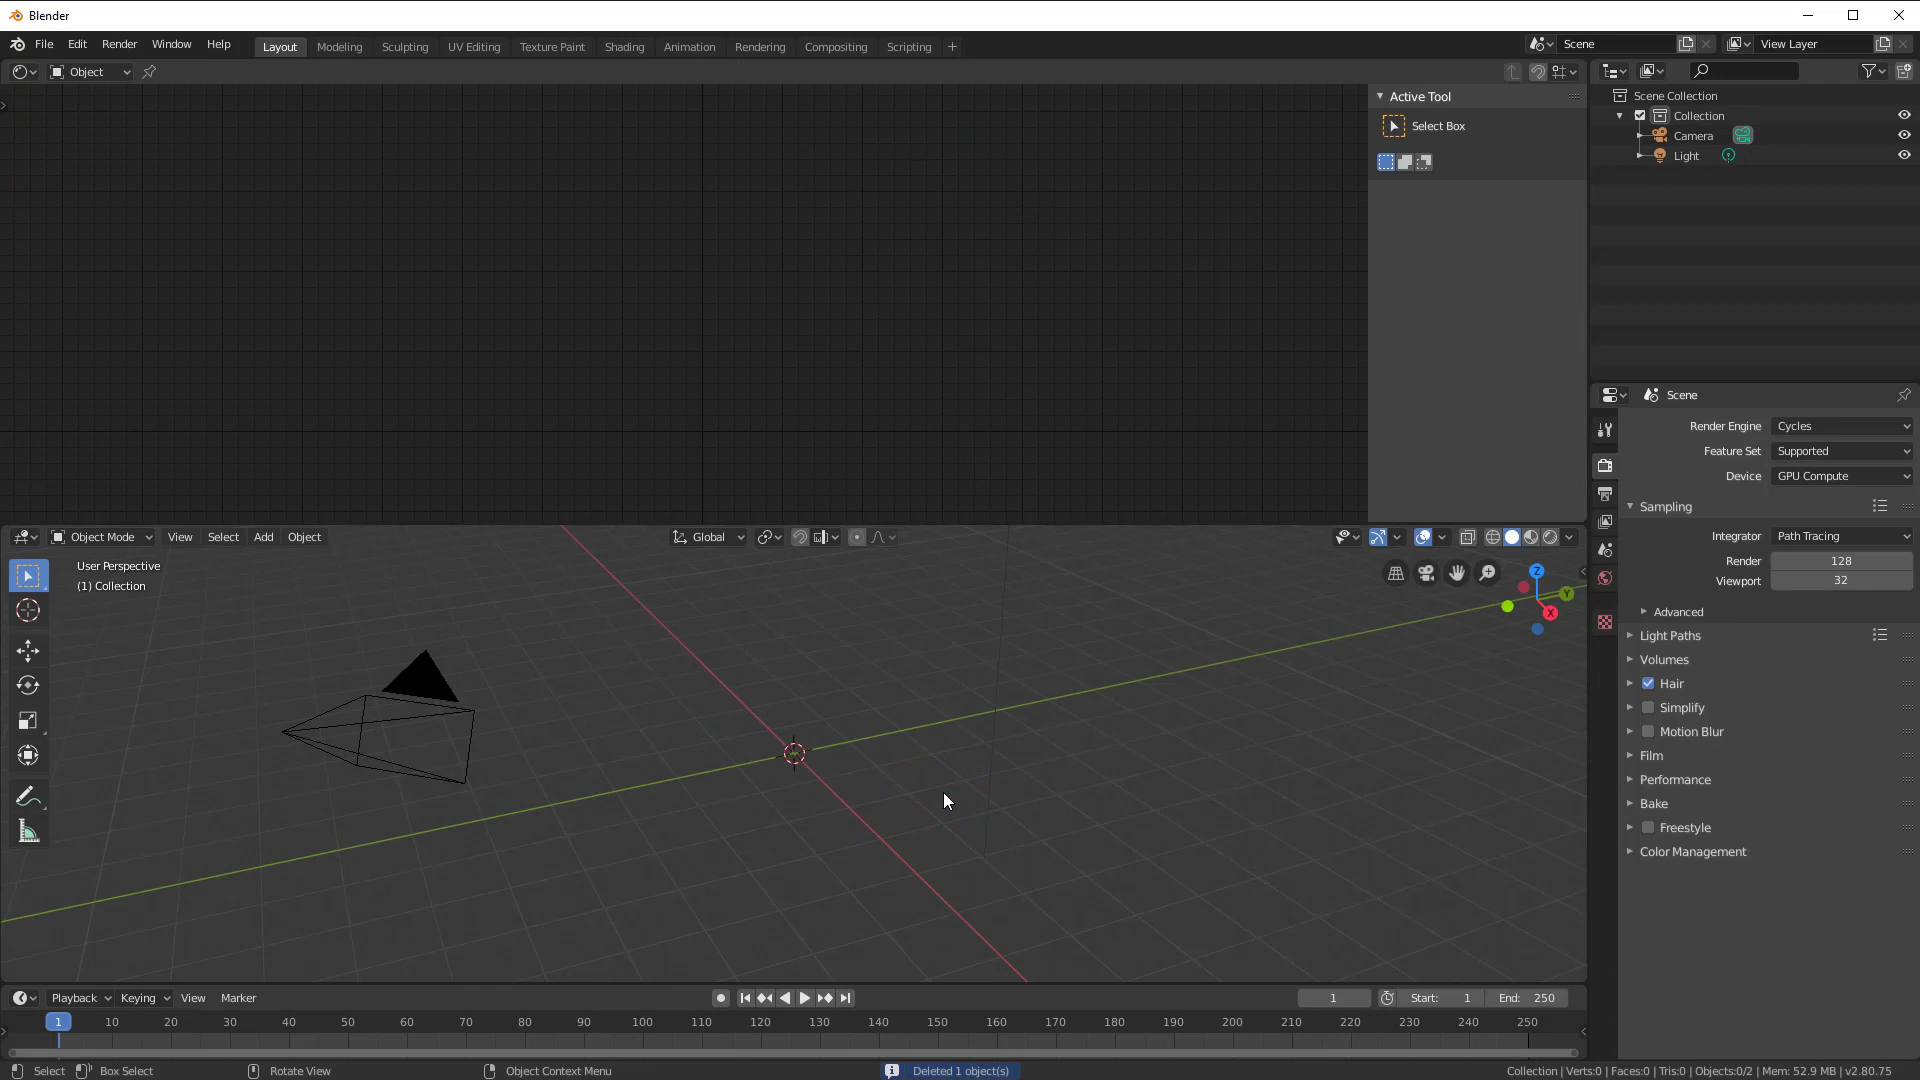 Blender
File Edit Render Window Help Layout Modeling Sculpting UV Editing Texture Paint Shading Animation Rendering Compositing Scripting + Scene View Layer
Object
Active Tool
Select Box
Scene Collection
Collection
Camera
Light
Scene
Render Engine Cycles
Feature Set Supported
Device GPU Compute
Sampling
Integrator Path Tracing
Render 128
Viewport 32
Advanced
Light Paths
Volumes
Hair
Simplify
Motion Blur
Film
Performance
Bake
Freestyle
Color Management
Object Mode View Select Add Object Global
User Perspective
(1) Collection
Z
Y
X
Playback Keying View Marker 1 Start: 1 End: 250
1 10 20 30 40 50 60 70 80 90 100 110 120 130 140 150 160 170 180 190 200 210 220 230 240 250
Select Box Select Rotate View Object Context Menu Deleted 1 object(s) Collection | Verts:0 | Faces:0 | Tris:0 | Objects:0/2 | Mem: 52.9 MB | v2.80.75